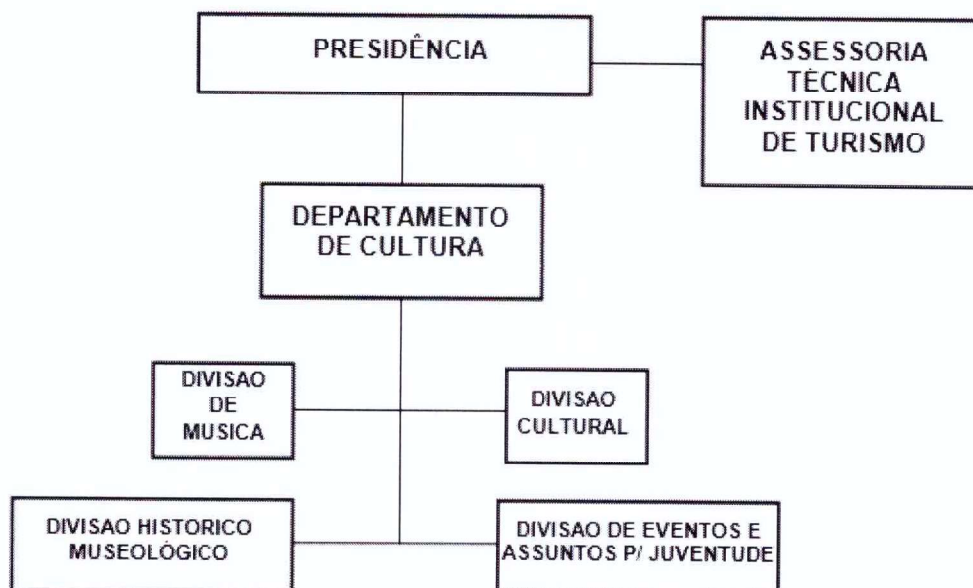 PRESIDÊNCIA
ASSESSORIA
TÉCNICA
INSTITUCIONAL
DE TURISMO
DEPARTAMENTO
DE CULTURA
DIVISAO
DE
MUSICA
DIVISAO
CULTURAL
DIVISAO HISTORICO
MUSEOLÓGICO
DIVISAO DE EVENTOS E
ASSUNTOS P/ JUVENTUDE